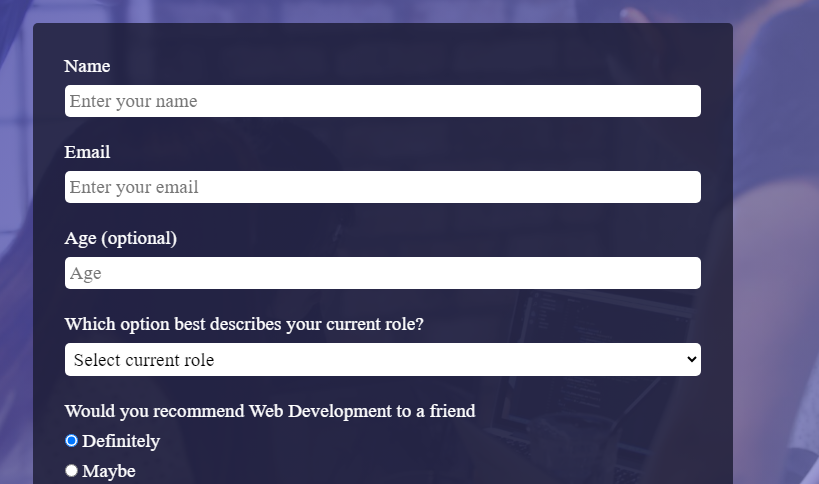 Name
Enter your name
Email
Enter your email
Age (optional)
Age
Which option best describes your current role?
Select current role
Would you recommend Web Development to a friend
Definitely
Maybe